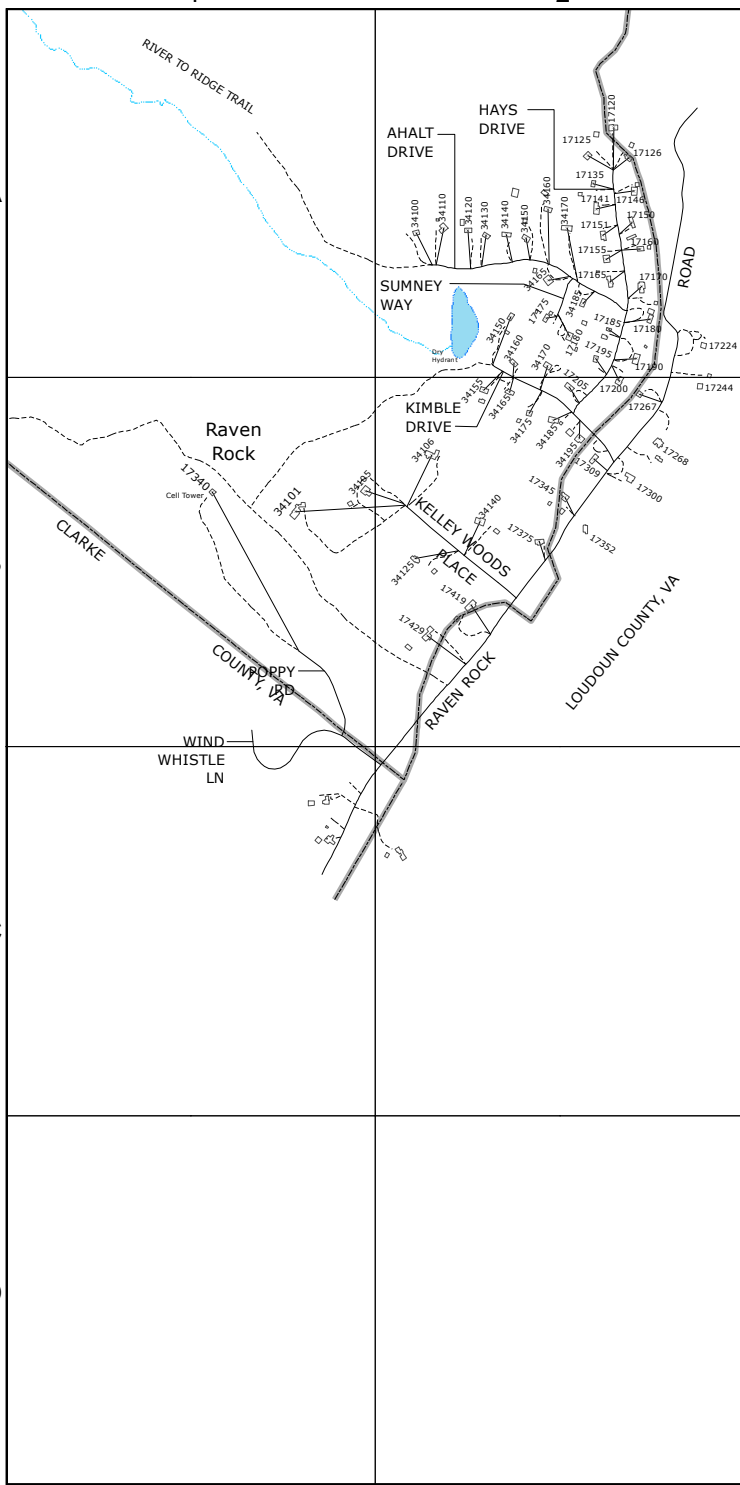 RIVER TO RIDGE TRAIL
HAYS
DRIVE
AHALT
DRIVE
17120
17125
17126
17135
17141
17146
17150
17151
17160
17155
17165
17170
34100
34110
34120
34130
34140
34150
34160
34170
34165
34185
SUMNEY
WAY
ROAD
17175
17180
17185
17180
17195
17190
17200
17205
17224
17244
17267
17268
Dry
Hydrant
34150
34160
34170
34155
34165
34175
34185
34195
KIMBLE
DRIVE
Raven
Rock
17340
Cell Tower
34101
34105
34106
34140
34125
KELLEY WOODS
PLACE
17309
17300
17345
17352
17375
17419
17429
CLARKE
COUNTY, VA
POPPY
RD
RAVEN ROCK
LOUDOUN COUNTY, VA
WIND
WHISTLE
LN